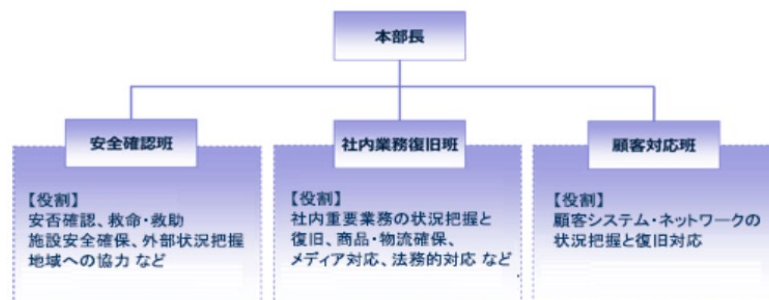 本部長
安全確認班
【役割】
安否確認、救命・救助
施設安全確保、外部状況把握
地域への協力 など
社内業務復旧班
【役割】
社内重要業務の状況把握と
復旧、商品・物流確保、
メディア対応、法務的対応 など
顧客対応班
【役割】
顧客システム・ネットワークの
状況把握と復旧対応